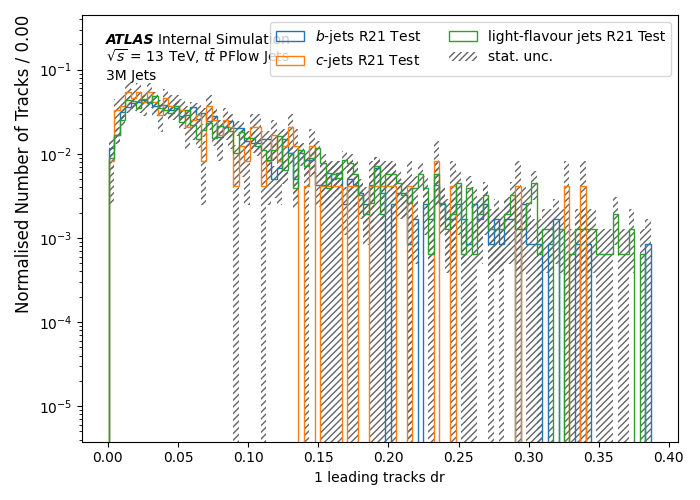 ATLAS Internal Simulation
√s = 13 TeV, tt̄ PFlow Jets
3M Jets
b-jets R21 Test
c-jets R21 Test
light-flavour jets R21 Test
stat. unc.
Normalised Number of Tracks / 0.00
10⁻¹
10⁻²
10⁻³
10⁻⁴
10⁻⁵
0.00 0.05 0.10 0.15 0.20 0.25 0.30 0.35 0.40
1 leading tracks dr